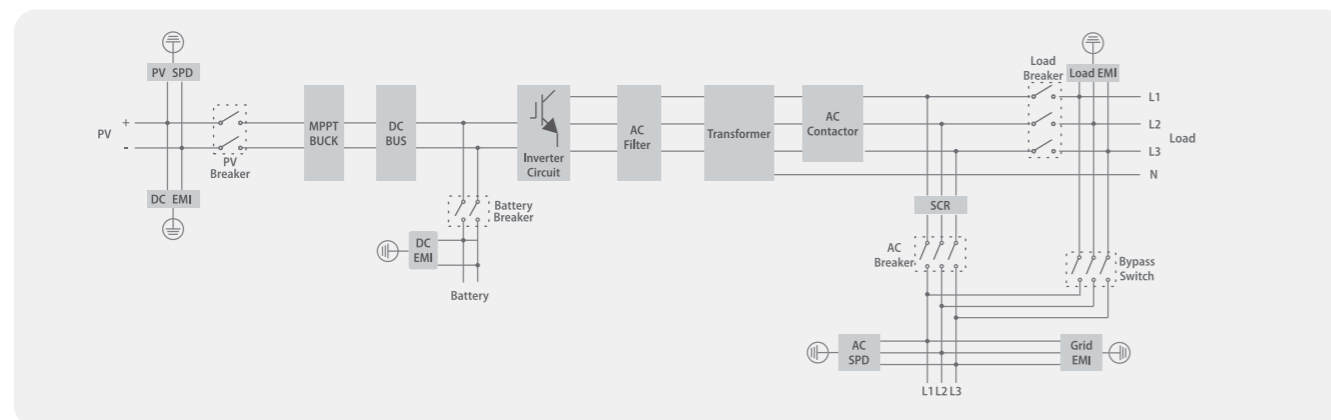 PV SPD
Load
Breaker
Load EMI
PV
+
-
PV
Breaker
MPPT
BUCK
DC
BUS
Inverter
Circuit
AC
Filter
Transformer
AC
Contactor
L1
L2
L3
N
Load
DC EMI
Battery
Breaker
DC
EMI
Battery
SCR
AC
Breaker
Bypass
Switch
AC
SPD
Grid
EMI
L1 L2 L3